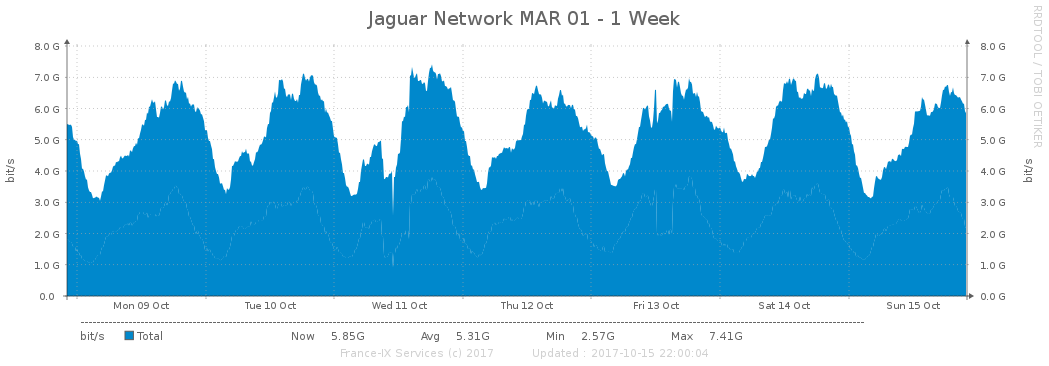 Jaguar Network MAR 01 - 1 Week
RRDTOOL / TOBI OETIKER
bit/s
bit/s
8.0 G 8.0 G
7.0 G 7.0 G
6.0 G 6.0 G
5.0 G 5.0 G
4.0 G 4.0 G
3.0 G 3.0 G
2.0 G 2.0 G
1.0 G 1.0 G
0.0 0.0 G
Mon 09 Oct Tue 10 Oct Wed 11 Oct Thu 12 Oct Fri 13 Oct Sat 14 Oct Sun 15 Oct
bit/s Total Now 5.85G Avg 5.31G Min 2.57G Max 7.41G
France-IX Services (c) 2017 Updated : 2017-10-15 22:00:04